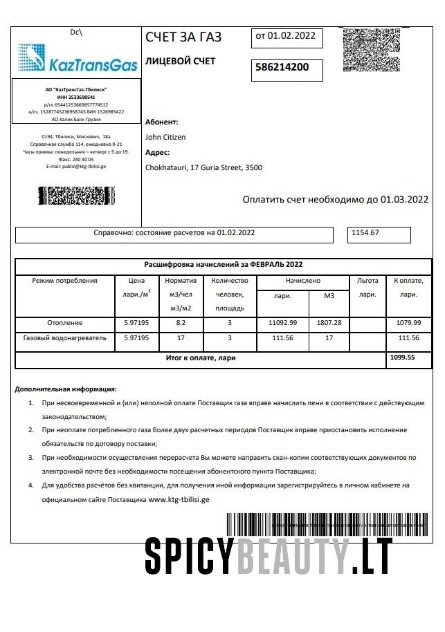 Dc\
KazTransGas
СЧЕТ ЗА ГАЗ
от 01.02.2022
ЛИЦЕВОЙ СЧЕТ
586214200
АО "КазТрансГаз-Тбилиси"
ИНН 2523698541
АО Халик Банк Грузия
0194, Тбилиси, Мискевич, 18а
Справочная служба 114, ежедневно 9-21
Часы приема: понедельник – четверг с 9 до 19.
Факс. 240 40 04
E-mail: public@ktg-tbilisi.ge
Абонент:
John Citizen
Адрес:
Chokhatauri, 17 Guria Street, 3500
Оплатить счет необходимо до 01.03.2022
Справочно: состояние расчетов на 01.02.2022
1154.67
Расшифровка начислений за ФЕВРАЛЬ 2022
Режим потребления Цена лари./м³ Норматив м3/чел м3/м2 Количество человек, площадь Начислено лари. М3 Льгота лари. К оплате, лари.
Отопление 5.97195 8.2 3 11092.99 1807.28 1079.99
Газовый водонагреватель 5.97195 17 3 111.56 17 111.56
Итог к оплате, лари 1099.55
Дополнительная информация:
1. При несвоевременной и (или) неполной оплате Поставщик газа вправе начислить пени в соответствии с действующим
законодательством;
2. При неоплате потребленного газа более двух расчетных периодов Поставщик вправе приостановить исполнение
обязательств по договору поставки;
3. При необходимости осуществления перерасчета Вы можете направить скан-копии соответствующих документов по
электронной почте без необходимости посещения абонентского пункта Поставщика;
4. Для удобства расчётов без квитанции, для получения иной информации зарегистрируйтесь в личном кабинете на
официальном сайте Поставщика www.ktg-tbilisi.ge
SPICYBEAUTY.LT